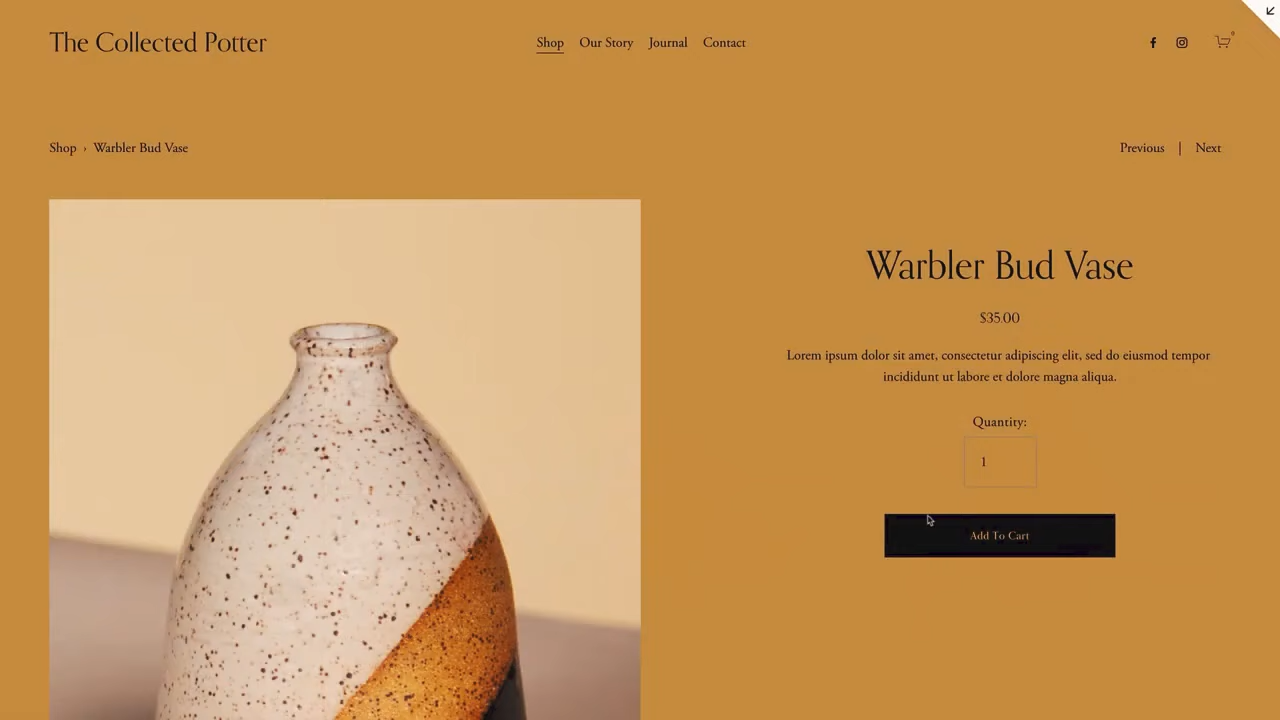 The Collected Potter
Shop Our Story Journal Contact
0
Shop › Warbler Bud Vase
Previous | Next
Warbler Bud Vase
$35.00
Lorem ipsum dolor sit amet, consectetur adipiscing elit, sed do eiusmod tempor
incididunt ut labore et dolore magna aliqua.
Quantity:
1
Add To Cart